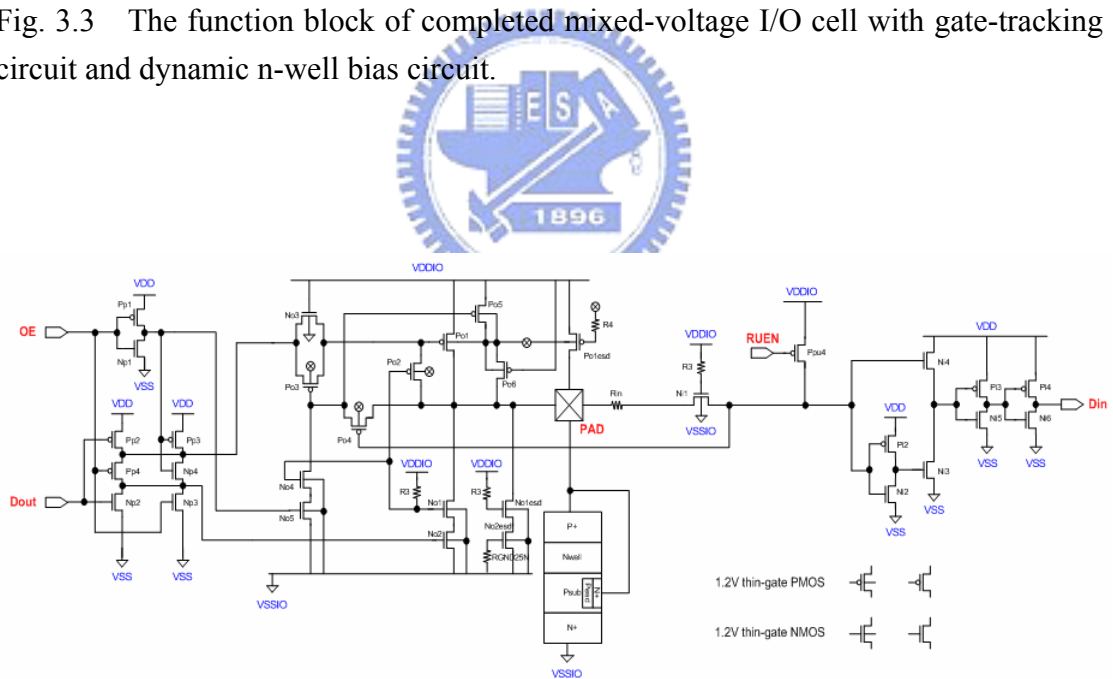 Fig. 3.3 The function block of completed mixed-voltage I/O cell with gate-tracking
circuit and dynamic n-well bias circuit.
ESA
1896
VDDIO
VDD
Pp1
OE
Np1
VSS
VDD
VDD
Pp2
Pp3
Pp4
Np4
Dout
Np2
Np3
VSS
VSS
No3
Po5
R4
Po1
Po1esd
Po2
Po3
Po6
Po4
PAD
Rin
VDDIO
R3
Ni1
VSSIO
VDDIO
RUEN
Ppu4
VDD
Ni4
Pi3
Pi4
Din
Ni5
Ni6
VSS
VSS
VDD
Pi2
Ni3
Ni2
VSS
VSS
VDDIO
VDDIO
R3
R3
No4
No1
No1esd
No5
No2
No2esd
RGND25N
VSSIO
P+
Nwell
Psub
N+
N+
VSSIO
1.2V thin-gate PMOS
1.2V thin-gate NMOS